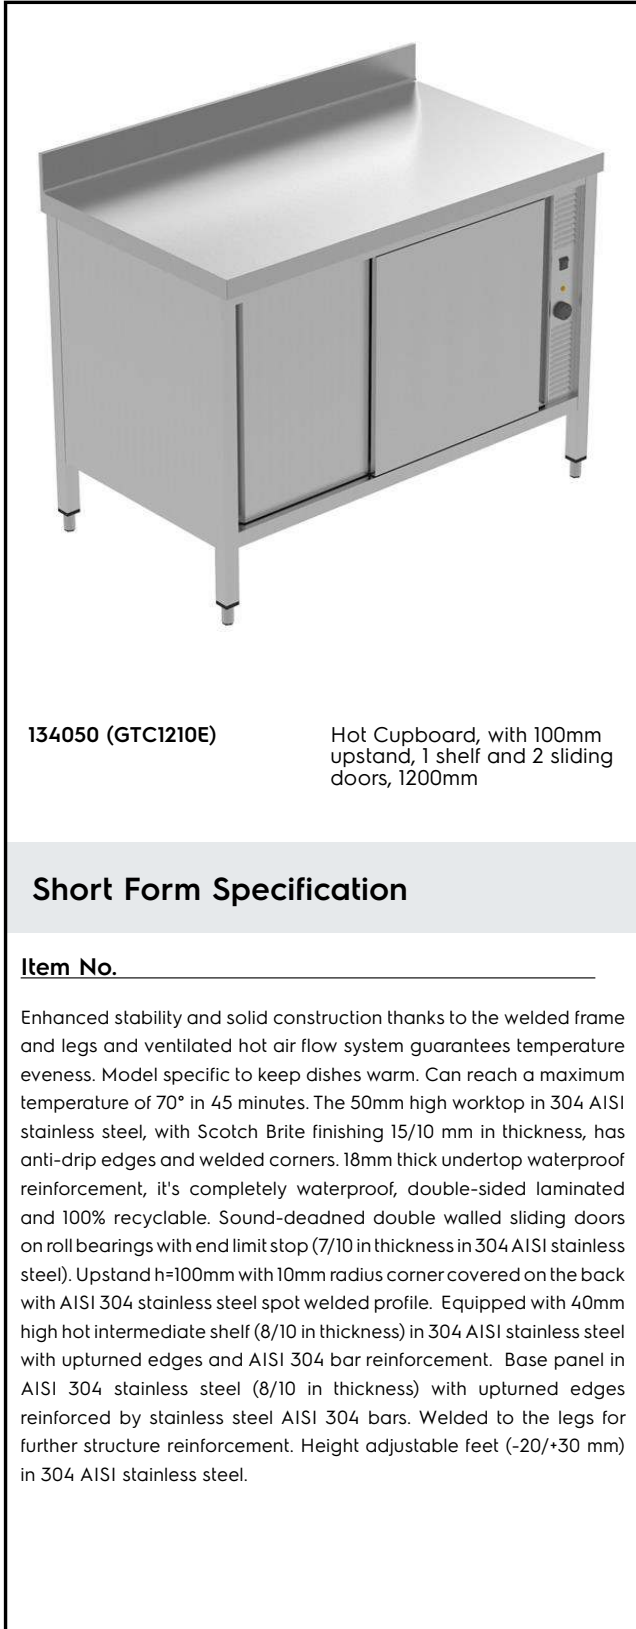 134050 (GTC1210E)
Hot Cupboard, with 100mm
upstand, 1 shelf and 2 sliding
doors, 1200mm
Short Form Specification
Item No.
Enhanced stability and solid construction thanks to the welded frame
and legs and ventilated hot air flow system guarantees temperature
eveness. Model specific to keep dishes warm. Can reach a maximum
temperature of 70° in 45 minutes. The 50mm high worktop in 304 AISI
stainless steel, with Scotch Brite finishing 15/10 mm in thickness, has
anti-drip edges and welded corners. 18mm thick undertop waterproof
reinforcement, it's completely waterproof, double-sided laminated
and 100% recyclable. Sound-deadned double walled sliding doors
on roll bearings with end limit stop (7/10 in thickness in 304 AISI stainless
steel). Upstand h=100mm with 10mm radius corner covered on the back
with AISI 304 stainless steel spot welded profile. Equipped with 40mm
high hot intermediate shelf (8/10 in thickness) in 304 AISI stainless steel
with upturned edges and AISI 304 bar reinforcement. Base panel in
AISI 304 stainless steel (8/10 in thickness) with upturned edges
reinforced by stainless steel AISI 304 bars. Welded to the legs for
further structure reinforcement. Height adjustable feet (-20/+30 mm)
in 304 AISI stainless steel.